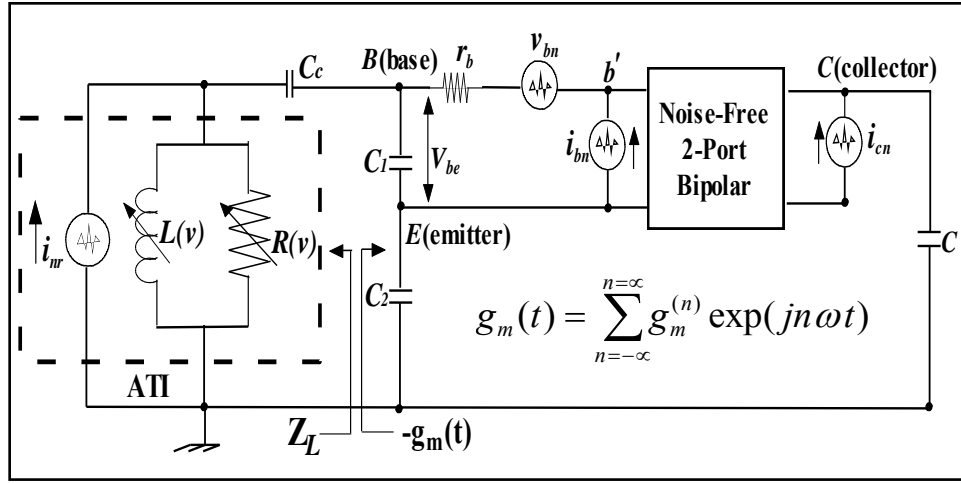 C_c
B(base)
r_b
v_bn
b'
C(collector)
Noise-Free
2-Port
Bipolar
i_bn
i_cn
C_1
V_be
i_nr
L(v)
R(v)
E(emitter)
C_2
C
g_m(t) = \sum_{n=-∞}^{n=∞} g_m^{(n)} exp(jnωt)
ATI
Z_L
-g_m(t)